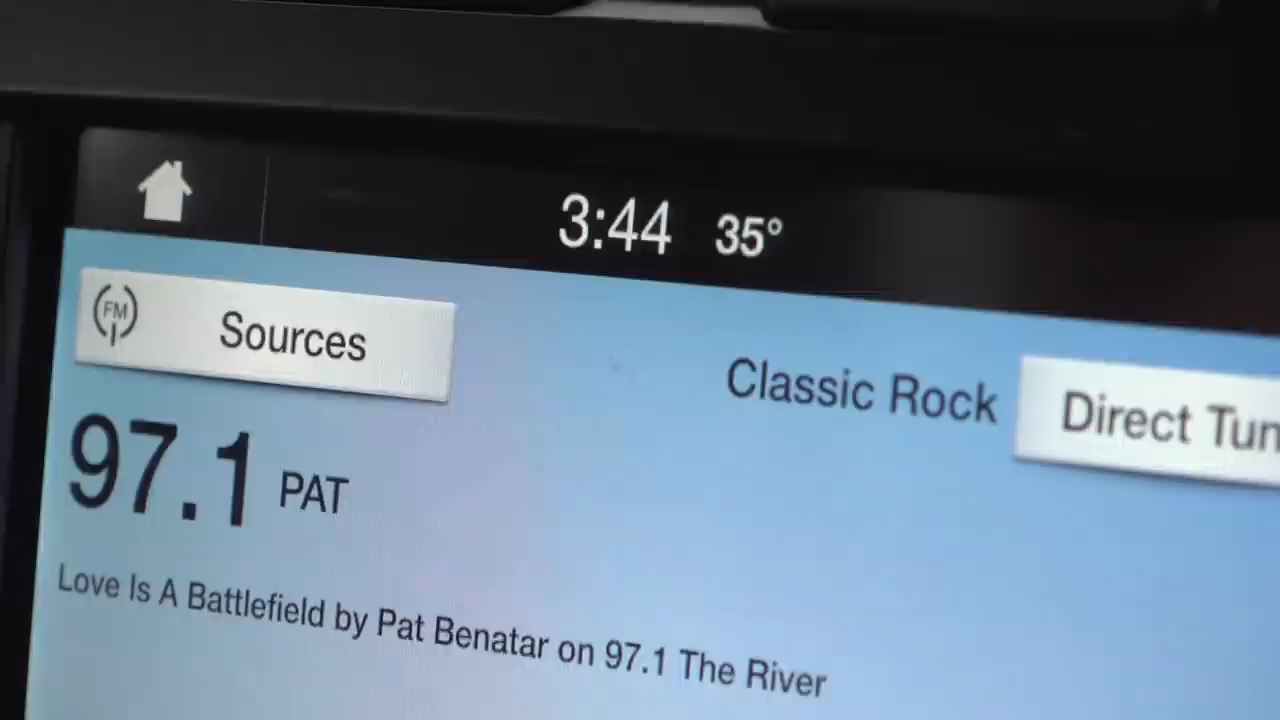 3:44 35°
FM Sources
Classic Rock Direct Tun
97.1 PAT
Love Is A Battlefield by Pat Benatar on 97.1 The River